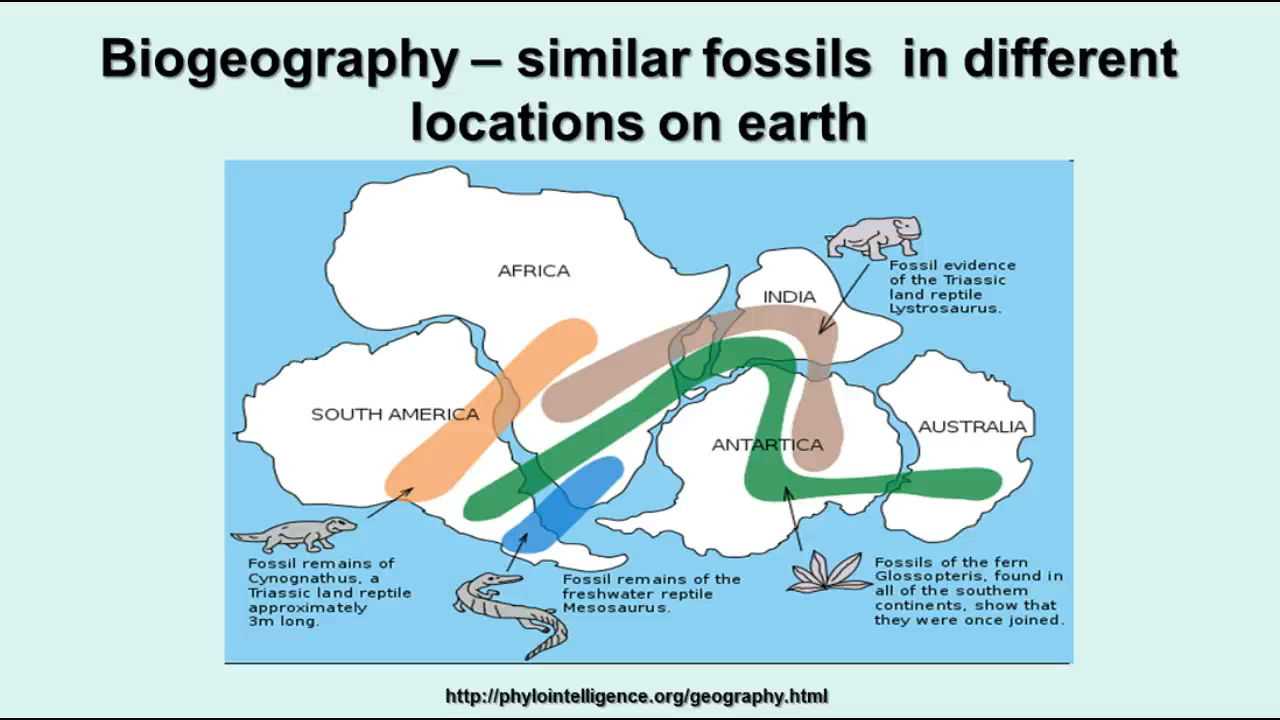 Biogeography – similar fossils in different
locations on earth
AFRICA
INDIA
Fossil evidence
of the Triassic
land reptile
Lystrosaurus.
SOUTH AMERICA
ANTARTICA
AUSTRALIA
Fossil remains of
Cynognathus, a
Triassic land reptile
approximately
3m long.
Fossil remains of the
freshwater reptile
Mesosaurus.
Fossils of the fern
Glossopteris, found in
all of the southern
continents, show that
they were once joined.
http://phylointelligence.org/geography.html